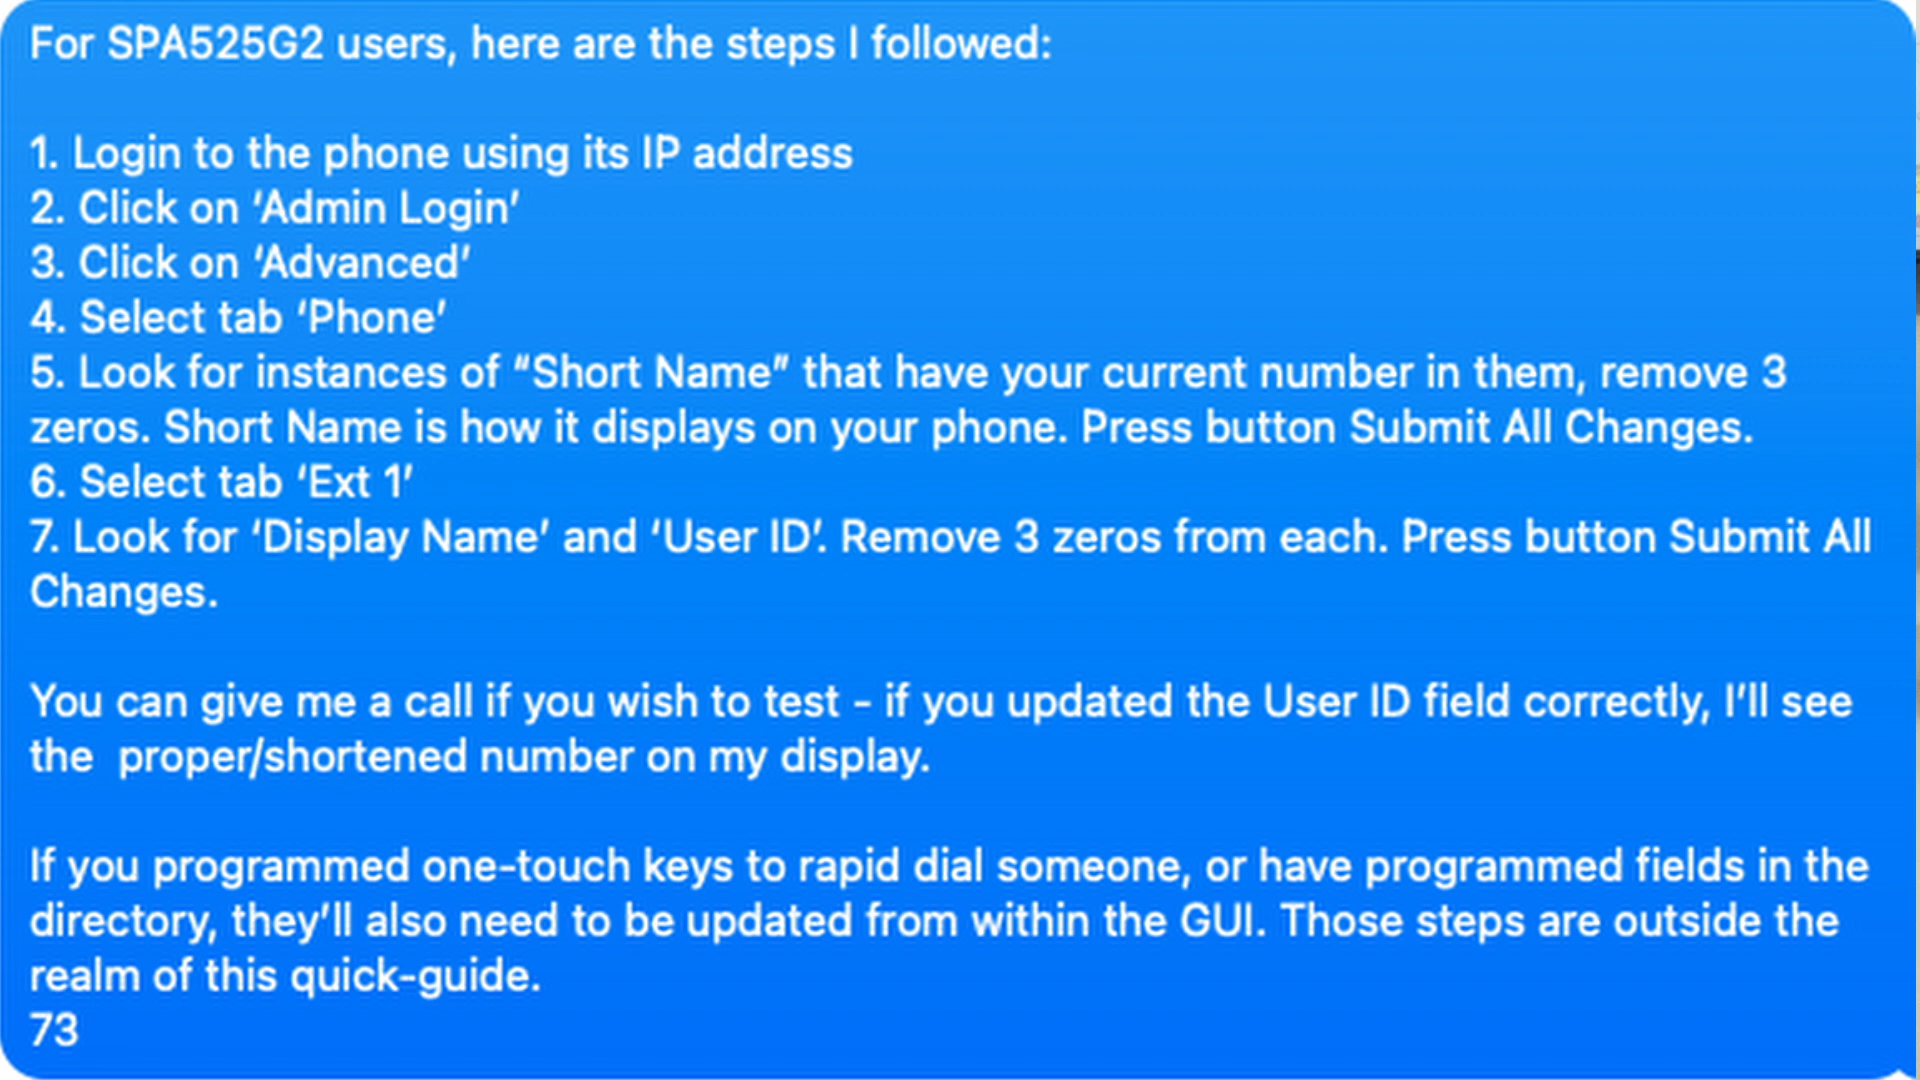 For SPA525G2 users, here are the steps I followed:
1. Login to the phone using its IP address
2. Click on ‘Admin Login’
3. Click on ‘Advanced’
4. Select tab ‘Phone’
5. Look for instances of “Short Name” that have your current number in them, remove 3
zeros. Short Name is how it displays on your phone. Press button Submit All Changes.
6. Select tab ‘Ext 1’
7. Look for ‘Display Name’ and ‘User ID’. Remove 3 zeros from each. Press button Submit All
Changes.
You can give me a call if you wish to test - if you updated the User ID field correctly, I’ll see
the  proper/shortened number on my display.
If you programmed one-touch keys to rapid dial someone, or have programmed fields in the
directory, they’ll also need to be updated from within the GUI. Those steps are outside the
realm of this quick-guide.
73